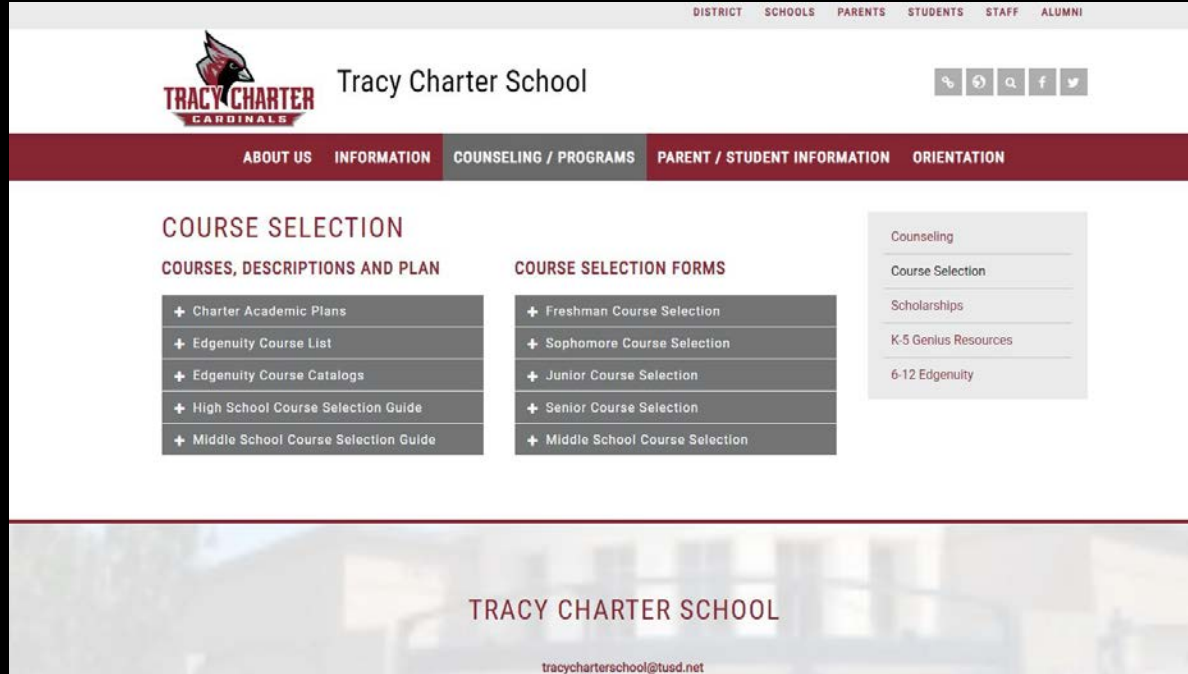 DISTRICT SCHOOLS PARENTS STUDENTS STAFF ALUMNI
TRACY CHARTER
CARDINALS
Tracy Charter School
ABOUT US INFORMATION COUNSELING / PROGRAMS PARENT / STUDENT INFORMATION ORIENTATION
COURSE SELECTION
COURSES, DESCRIPTIONS AND PLAN
Charter Academic Plans
Edgenuity Course List
Edgenuity Course Catalogs
High School Course Selection Guide
Middle School Course Selection Guide
COURSE SELECTION FORMS
Freshman Course Selection
Sophomore Course Selection
Junior Course Selection
Senior Course Selection
Middle School Course Selection
Counseling
Course Selection
Scholarships
K-5 Genius Resources
6-12 Edgenuity
TRACY CHARTER SCHOOL
tracycharterschool@tusd.net